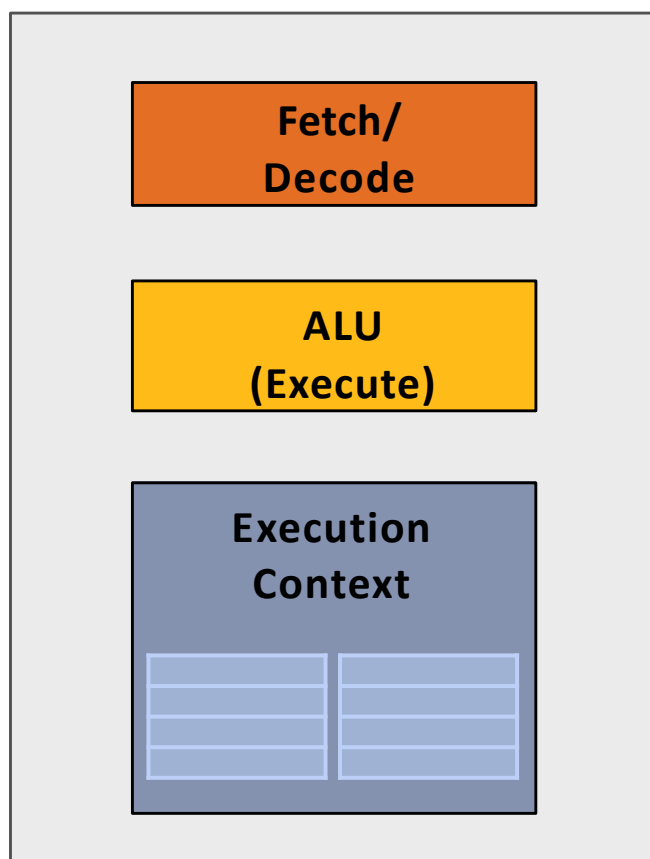 Fetch/
Decode
ALU
(Execute)
Execution
Context